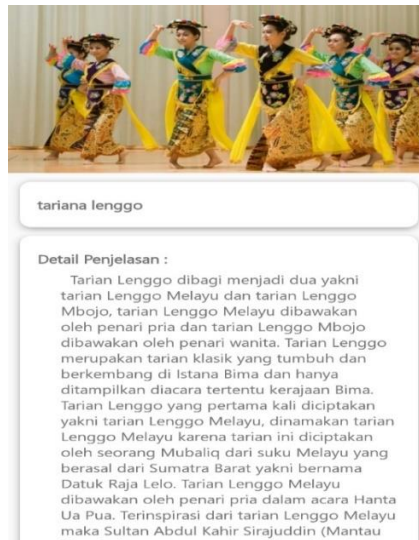 tariana lenggo
Detail Penjelasan :
Tarian Lenggo dibagi menjadi dua yakni
tarian Lenggo Melayu dan tarian Lenggo
Mbojo, tarian Lenggo Melayu dibawakan
oleh penari pria dan tarian Lenggo Mbojo
dibawakan oleh penari wanita. Tarian Lenggo
merupakan tarian klasik yang tumbuh dan
berkembang di Istana Bima dan hanya
ditampilkan diacara tertentu kerajaan Bima.
Tarian Lenggo yang pertama kali diciptakan
yakni tarian Lenggo Melayu, dinamakan tarian
Lenggo Melayu karena tarian ini diciptakan
oleh seorang Mubaliq dari suku Melayu yang
berasal dari Sumatra Barat yakni bernama
Datuk Raja Lelo. Tarian Lenggo Melayu
dibawakan oleh penari pria dalam acara Hanta
Ua Pua. Terinspirasi dari tarian Lenggo Melayu
maka Sultan Abdul Kahir Sirajuddin (Mantau